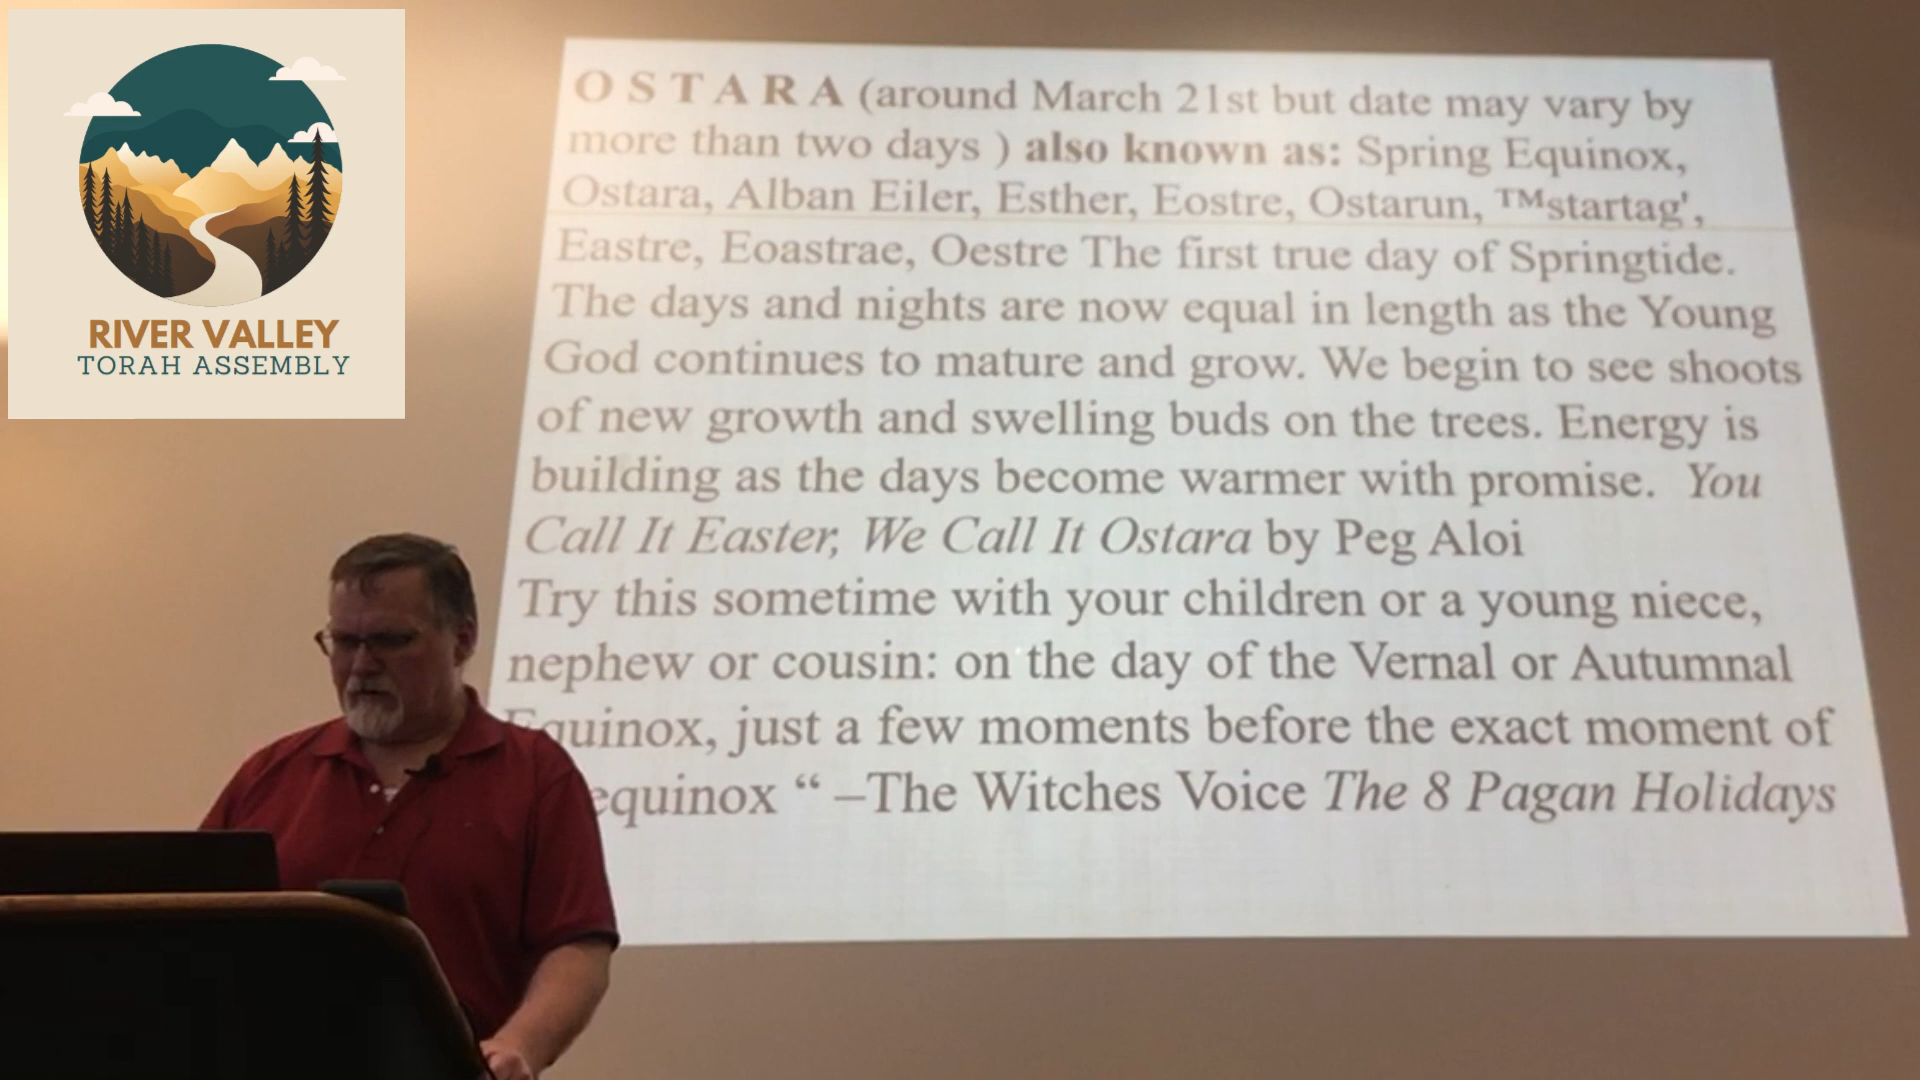 RIVER VALLEY
TORAH ASSEMBLY
O S T A R A (around March 21st but date may vary by
more than two days ) also known as: Spring Equinox,
Ostara, Alban Eiler, Esther, Eostre, Ostarun, ™startag',
Eastre, Eoastrae, Oestre The first true day of Springtide.
The days and nights are now equal in length as the Young
God continues to mature and grow. We begin to see shoots
of new growth and swelling buds on the trees. Energy is
building as the days become warmer with promise. You
Call It Easter, We Call It Ostara by Peg Aloi
Try this sometime with your children or a young niece,
nephew or cousin: on the day of the Vernal or Autumnal
Equinox, just a few moments before the exact moment of
equinox “ –The Witches Voice The 8 Pagan Holidays